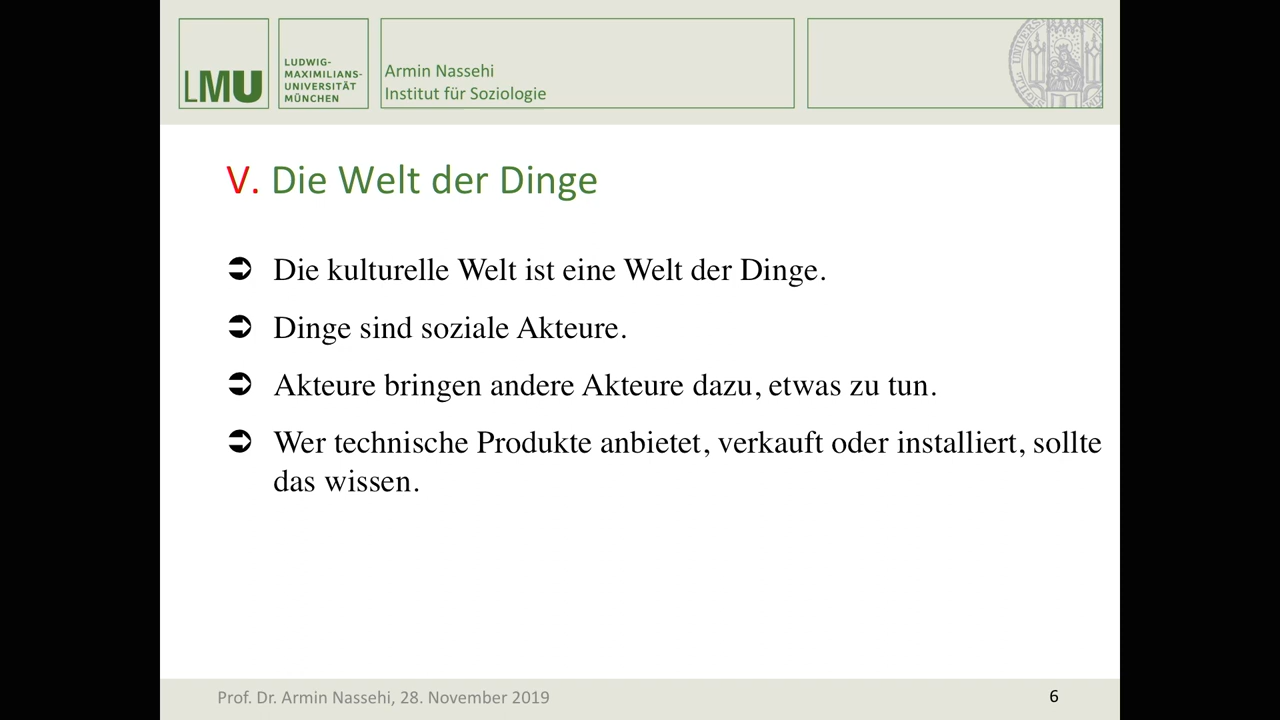 LMU
LUDWIG-
MAXIMILIANS-
UNIVERSITÄT
MÜNCHEN
Armin Nassehi
Institut für Soziologie
V. Die Welt der Dinge
➲ Die kulturelle Welt ist eine Welt der Dinge.
➲ Dinge sind soziale Akteure.
➲ Akteure bringen andere Akteure dazu, etwas zu tun.
➲ Wer technische Produkte anbietet, verkauft oder installiert, sollte
das wissen.
Prof. Dr. Armin Nassehi, 28. November 2019
6